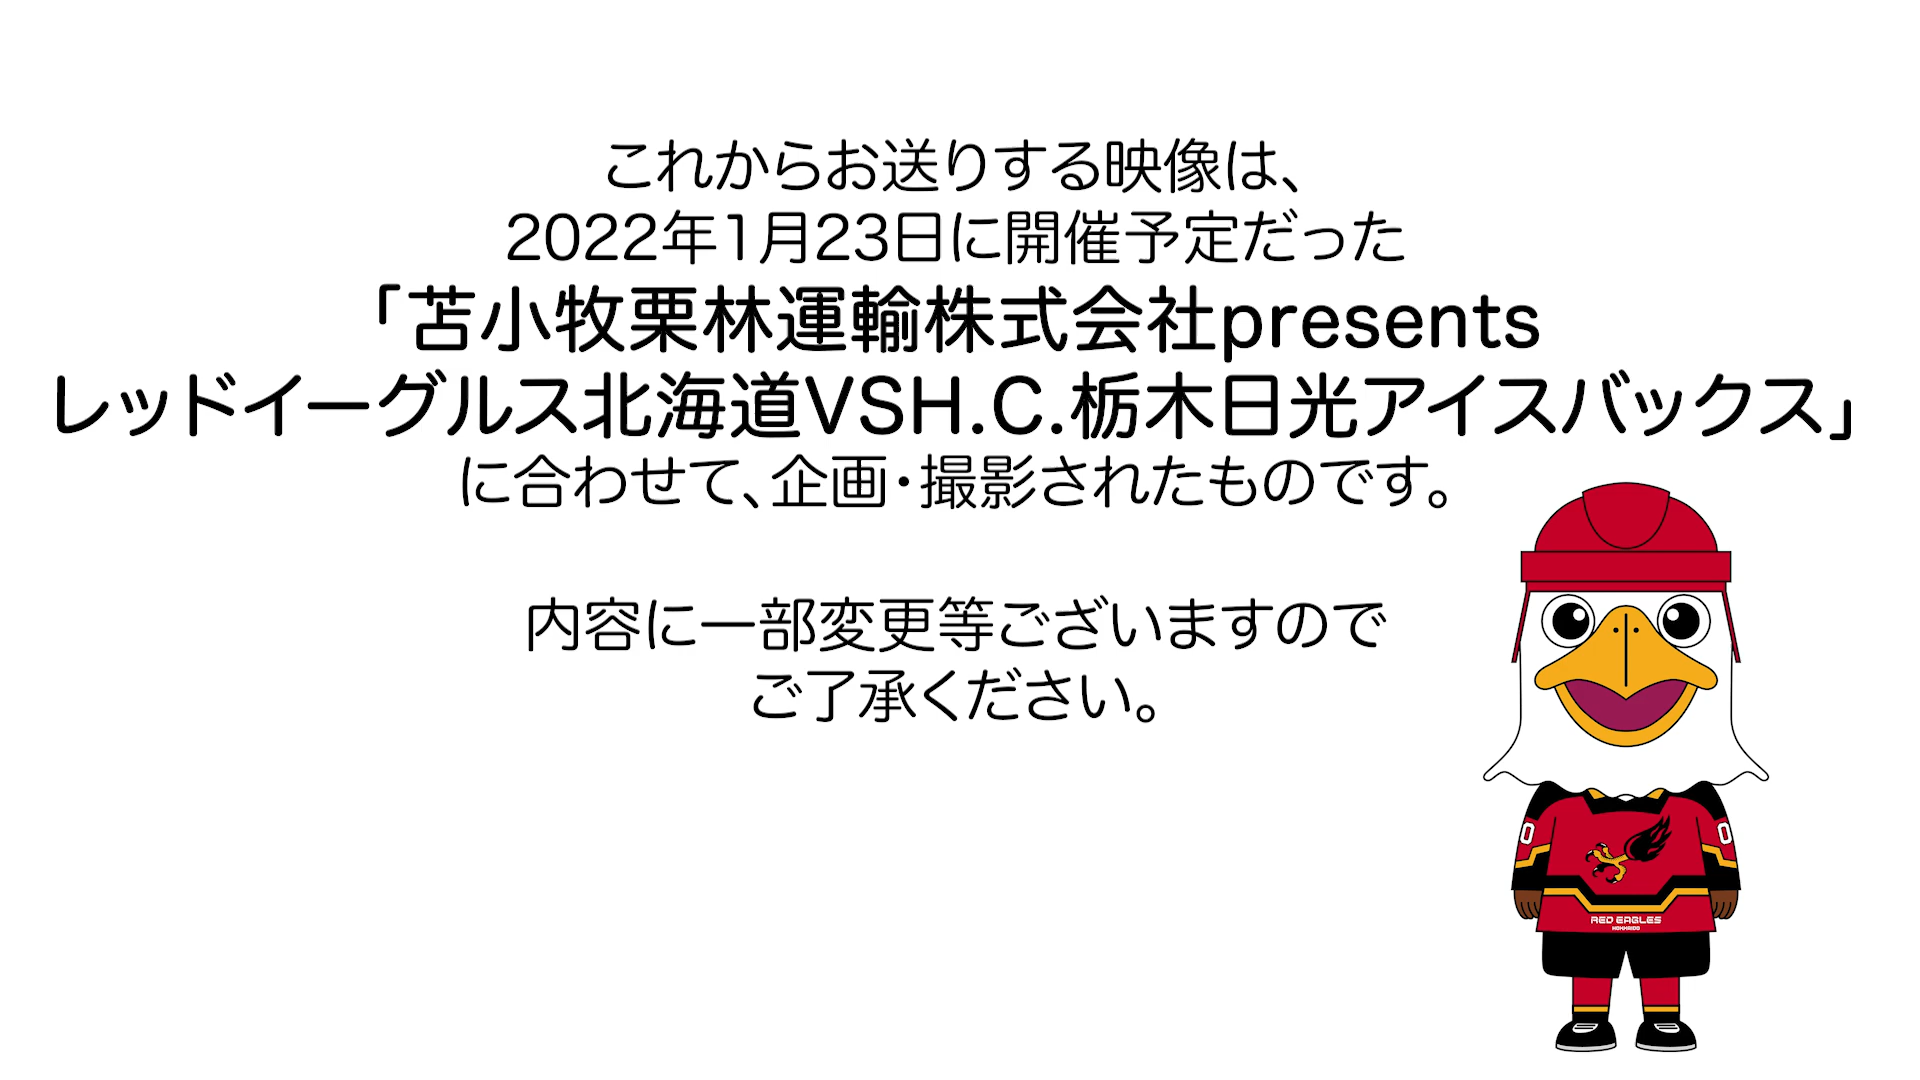 これからお送りする映像は、
2022年1月23日に開催予定だった
「苫小牧栗林運輸株式会社presents
レッドイーグルス北海道VSH.C.栃木日光アイスバックス」
に合わせて、企画・撮影されたものです。
内容に一部変更等ございますので
ご了承ください。
0
0
RED EAGLES
HOKKAIDO